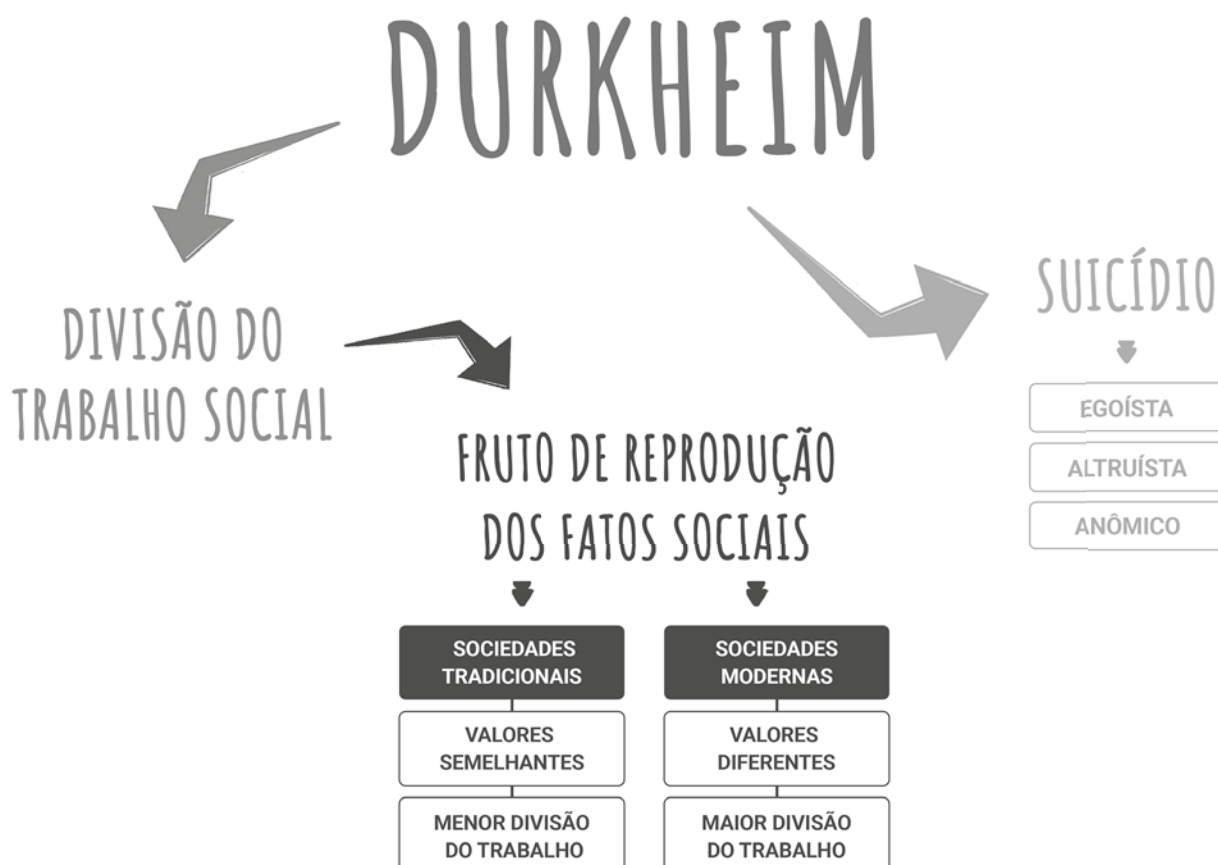 DURKHEIM
DIVISÃO DO
TRABALHO SOCIAL
FRUTO DE REPRODUÇÃO
DOS FATOS SOCIAIS
SOCIEDADES
TRADICIONAIS
VALORES
SEMELHANTES
MENOR DIVISÃO
DO TRABALHO
SOCIEDADES
MODERNAS
VALORES
DIFERENTES
MAIOR DIVISÃO
DO TRABALHO
SUICÍDIO
EGOÍSTA
ALTRUÍSTA
ANÔMICO